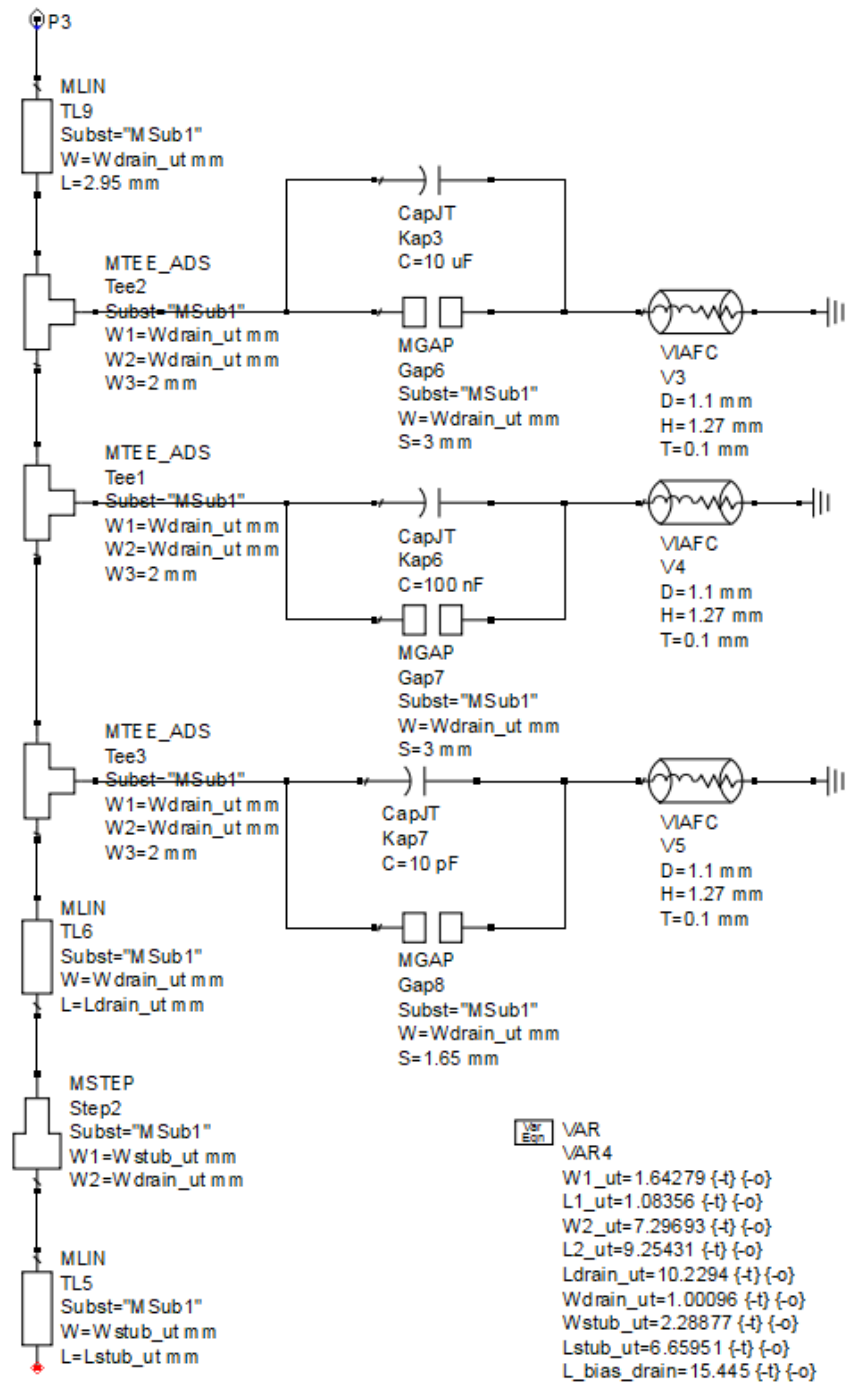 P3
MLIN
TL9
Subst="MSub1"
W=Wdrain_ut mm
L=2.95 mm
CapJT
Kap3
C=10 uF
MTEE_ADS
Tee2
Subst="MSub1"
W1=Wdrain_ut mm
W2=Wdrain_ut mm
W3=2 mm
MGAP
Gap6
Subst="MSub1"
W=Wdrain_ut mm
S=3 mm
VIAFC
V3
D=1.1 mm
H=1.27 mm
T=0.1 mm
MTEE_ADS
Tee1
Subst="MSub1"
W1=Wdrain_ut mm
W2=Wdrain_ut mm
W3=2 mm
CapJT
Kap6
C=100 nF
VIAFC
V4
D=1.1 mm
H=1.27 mm
T=0.1 mm
MGAP
Gap7
Subst="MSub1"
W=Wdrain_ut mm
S=3 mm
MTEE_ADS
Tee3
Subst="MSub1"
W1=Wdrain_ut mm
W2=Wdrain_ut mm
W3=2 mm
CapJT
Kap7
C=10 pF
VIAFC
V5
D=1.1 mm
H=1.27 mm
T=0.1 mm
MLIN
TL6
Subst="MSub1"
W=Wdrain_ut mm
L=Ldrain_ut mm
MGAP
Gap8
Subst="MSub1"
W=Wdrain_ut mm
S=1.65 mm
MSTEP
Step2
Subst="MSub1"
W1=Wstub_ut mm
W2=Wdrain_ut mm
MLIN
TL5
Subst="MSub1"
W=Wstub_ut mm
L=Lstub_ut mm
Var
Eqn
VAR
VAR4
W1_ut=1.64279 {-t} {-o}
L1_ut=1.08356 {-t} {-o}
W2_ut=7.29693 {-t} {-o}
L2_ut=9.25431 {-t} {-o}
Ldrain_ut=10.2294 {-t} {-o}
Wdrain_ut=1.00096 {-t} {-o}
Wstub_ut=2.28877 {-t} {-o}
Lstub_ut=6.65951 {-t} {-o}
L_bias_drain=15.445 {-t} {-o}